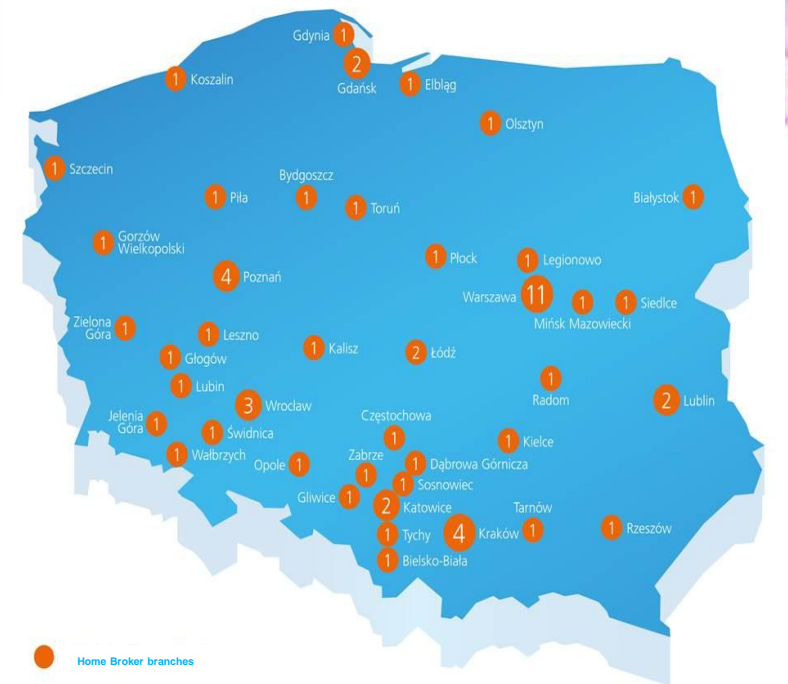 1 Gdynia
2
Gdańsk
1 Koszalin
1 Elbląg
1 Olsztyn
1 Szczecin
Bydgoszcz
1
1 Piła
1 Toruń
Białystok 1
1 Gorzów
Wielkopolski
4 Poznań
1 Płock
1 Legionowo
Warszawa 11
1
Mińsk Mazowiecki
1 Siedlce
Zielona
Góra 1
1 Leszno
1 Głogów
1 Kalisz
2 Łódź
1 Lubin
1
Radom
2 Lublin
3 Wrocław
Jelenia
Góra 1
1 Świdnica
Częstochowa
1
1 Kielce
1 Wałbrzych
Opole 1
Zabrze
1
1 Dąbrowa Górnicza
1 Sosnowiec
Gliwice 1
2 Katowice
Tarnów
1
4 Kraków
1 Rzeszów
1 Tychy
1 Bielsko-Biała
Home Broker branches